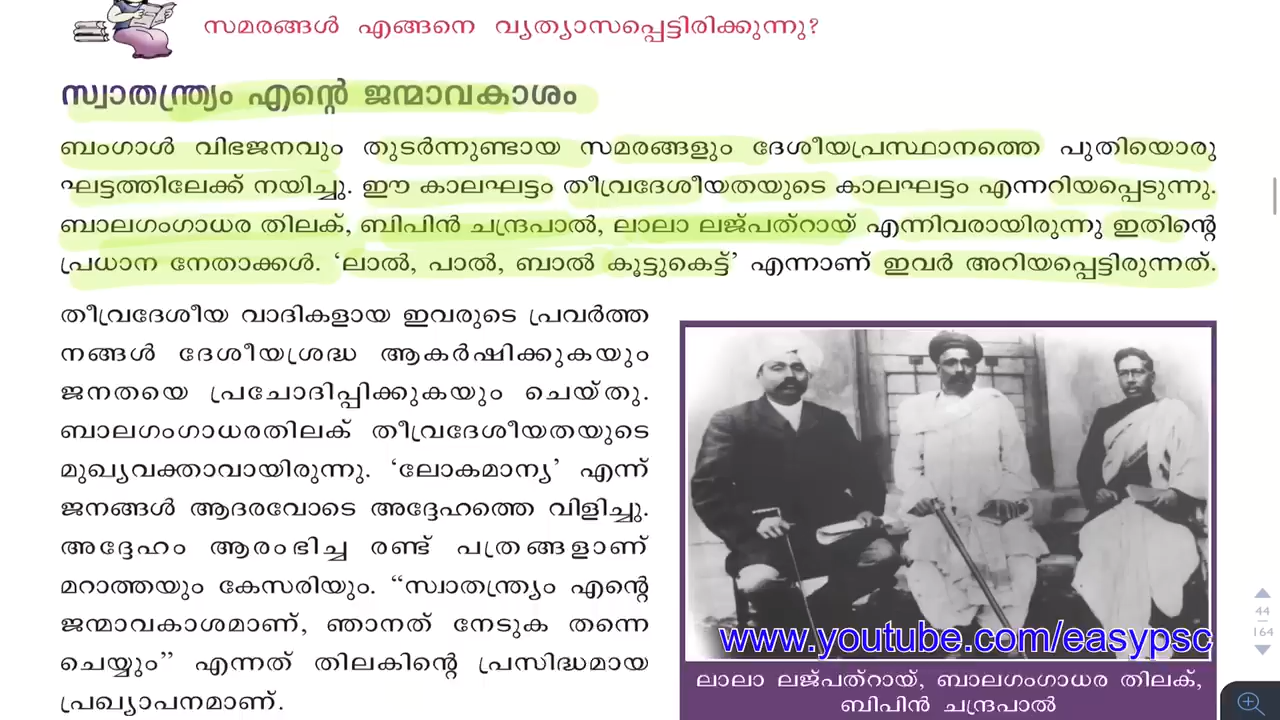 സമരങ്ങൾ എങ്ങനെ വ്യത്യാസപ്പെട്ടിരിക്കുന്നു?
സ്വാതന്ത്ര്യം എന്റെ ജന്മാവകാശം
ബംഗാൾ വിഭജനവും തുടർന്നുണ്ടായ സമരങ്ങളും ദേശീയപ്രസ്ഥാനത്തെ പുതിയൊരു
ഘട്ടത്തിലേക്ക് നയിച്ചു. ഈ കാലഘട്ടം തീവ്രദേശീയതയുടെ കാലഘട്ടം എന്നറിയപ്പെടുന്നു.
ബാലഗംഗാധര തിലക്, ബിപിൻ ചന്ദ്രപാൽ, ലാലാ ലജ്പത്റായ് എന്നിവരായിരുന്നു ഇതിന്റെ
പ്രധാന നേതാക്കൾ. ‘ലാൽ, പാൽ, ബാൽ കൂട്ടുകെട്ട്’ എന്നാണ് ഇവർ അറിയപ്പെട്ടിരുന്നത്.
തീവ്രദേശീയ വാദികളായ ഇവരുടെ പ്രവർത്ത
നങ്ങൾ ദേശീയശ്രദ്ധ ആകർഷിക്കുകയും
ജനതയെ പ്രചോദിപ്പിക്കുകയും ചെയ്തു.
ബാലഗംഗാധരതിലക് തീവ്രദേശീയതയുടെ
മുഖ്യവക്താവായിരുന്നു. ‘ലോകമാന്യ’ എന്ന്
ജനങ്ങൾ ആദരവോടെ അദ്ദേഹത്തെ വിളിച്ചു.
അദ്ദേഹം ആരംഭിച്ച രണ്ട് പത്രങ്ങളാണ്
മറാത്തയും കേസരിയും. “സ്വാതന്ത്ര്യം എന്റെ
ജന്മാവകാശമാണ്, ഞാനത് നേടുക തന്നെ
ചെയ്യും” എന്നത് തിലകിന്റെ പ്രസിദ്ധമായ
പ്രഖ്യാപനമാണ്.
www.youtube.com/easypsc
ലാലാ ലജ്പത്റായ്, ബാലഗംഗാധര തിലക്,
ബിപിൻ ചന്ദ്രപാൽ
44
164